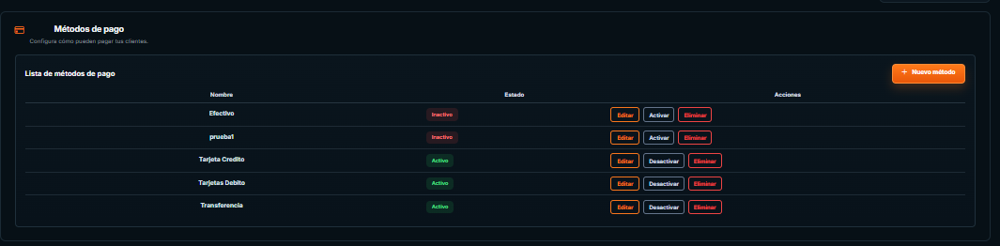 Métodos de pago
Configura cómo pueden pagar tus clientes.
Lista de métodos de pago
+ Nuevo método
Nombre Estado Acciones
Efectivo Inactivo Editar Activar Eliminar
prueba1 Inactivo Editar Activar Eliminar
Tarjeta Credito Activo Editar Desactivar Eliminar
Tarjetas Debito Activo Editar Desactivar Eliminar
Transferencia Activo Editar Desactivar Eliminar